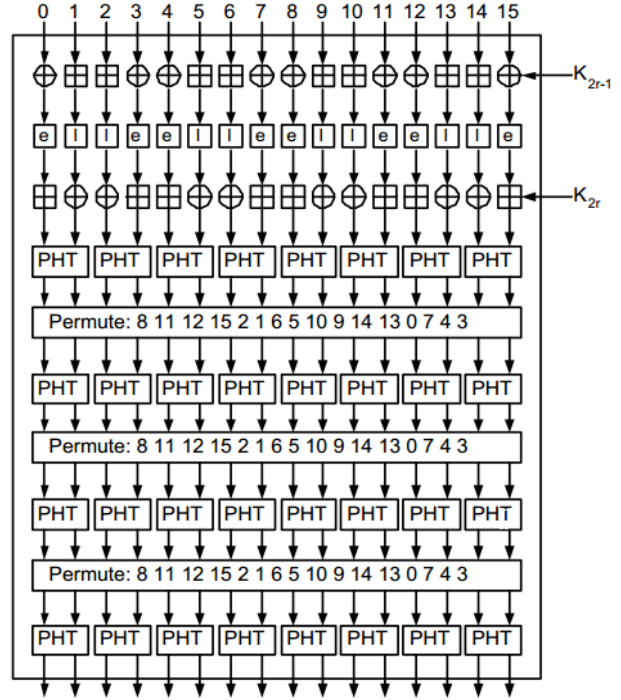 0 1 2 3 4 5 6 7 8 9 10 11 12 13 14 15
K2r-1
e l l e e l l e e l l e e l l e
K2r
PHT PHT PHT PHT PHT PHT PHT PHT
Permute: 8 11 12 15 2 1 6 5 10 9 14 13 0 7 4 3
PHT PHT PHT PHT PHT PHT PHT PHT
Permute: 8 11 12 15 2 1 6 5 10 9 14 13 0 7 4 3
PHT PHT PHT PHT PHT PHT PHT PHT
Permute: 8 11 12 15 2 1 6 5 10 9 14 13 0 7 4 3
PHT PHT PHT PHT PHT PHT PHT PHT